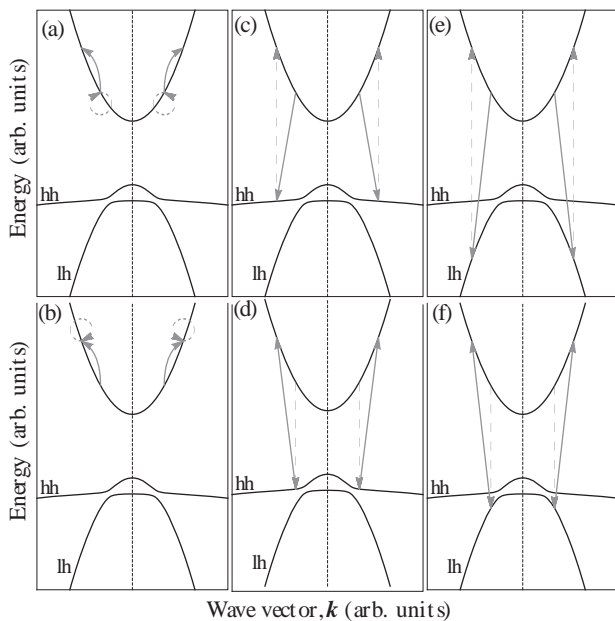 (a) (c) (e)
Energy (arb. units)
hh hh hh
lh lh lh
(b) (d) (f)
Energy (arb. units)
hh hh hh
lh lh lh
Wave vector, k (arb. units)